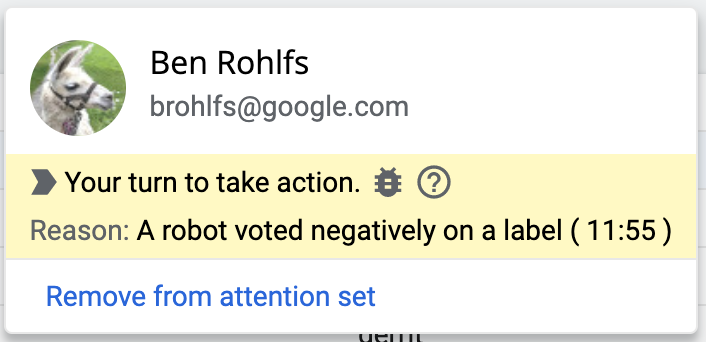 Ben Rohlfs
brohlfs@google.com
Your turn to take action.
Reason: A robot voted negatively on a label ( 11:55 )
Remove from attention set